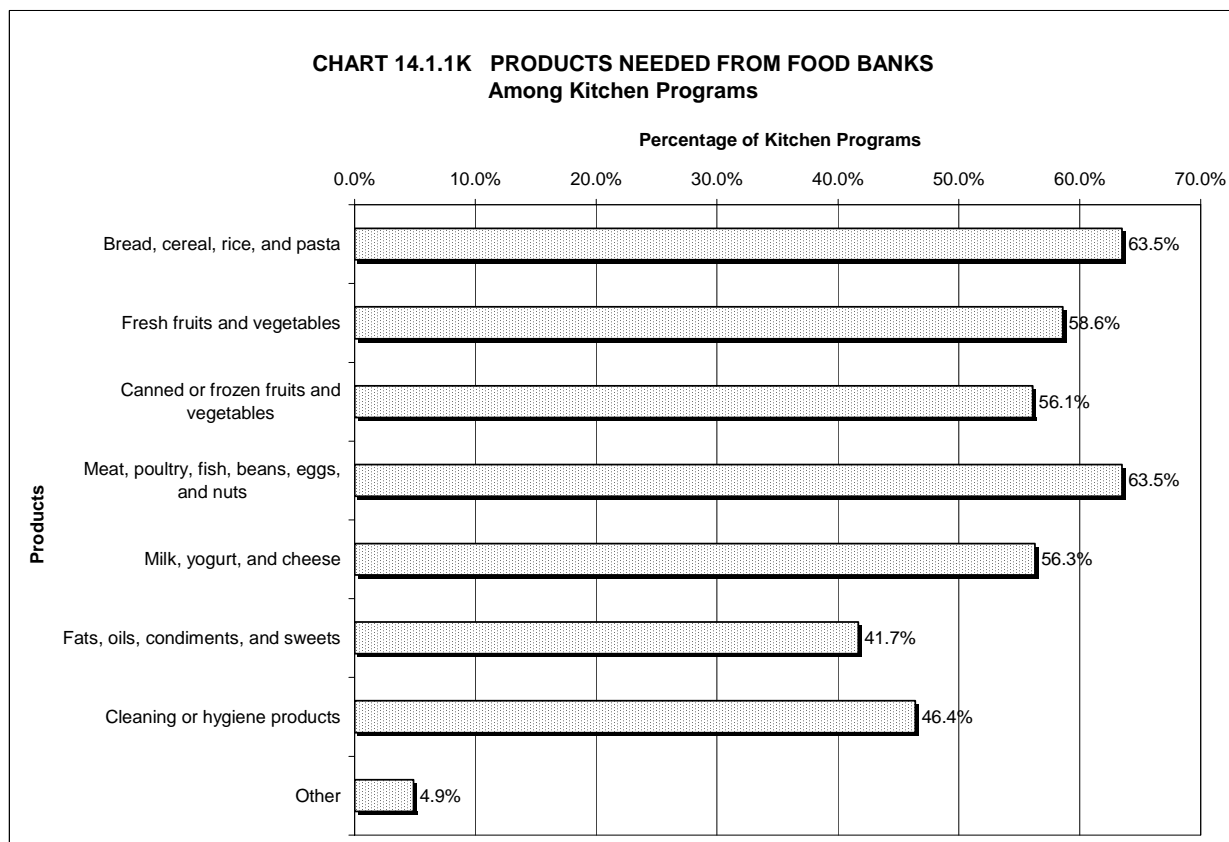 CHART 14.1.1K PRODUCTS NEEDED FROM FOOD BANKS
Among Kitchen Programs
Percentage of Kitchen Programs
0.0% 10.0% 20.0% 30.0% 40.0% 50.0% 60.0% 70.0%
Products
Bread, cereal, rice, and pasta 63.5%
Fresh fruits and vegetables 58.6%
Canned or frozen fruits and
vegetables 56.1%
Meat, poultry, fish, beans, eggs,
and nuts 63.5%
Milk, yogurt, and cheese 56.3%
Fats, oils, condiments, and sweets 41.7%
Cleaning or hygiene products 46.4%
Other 4.9%